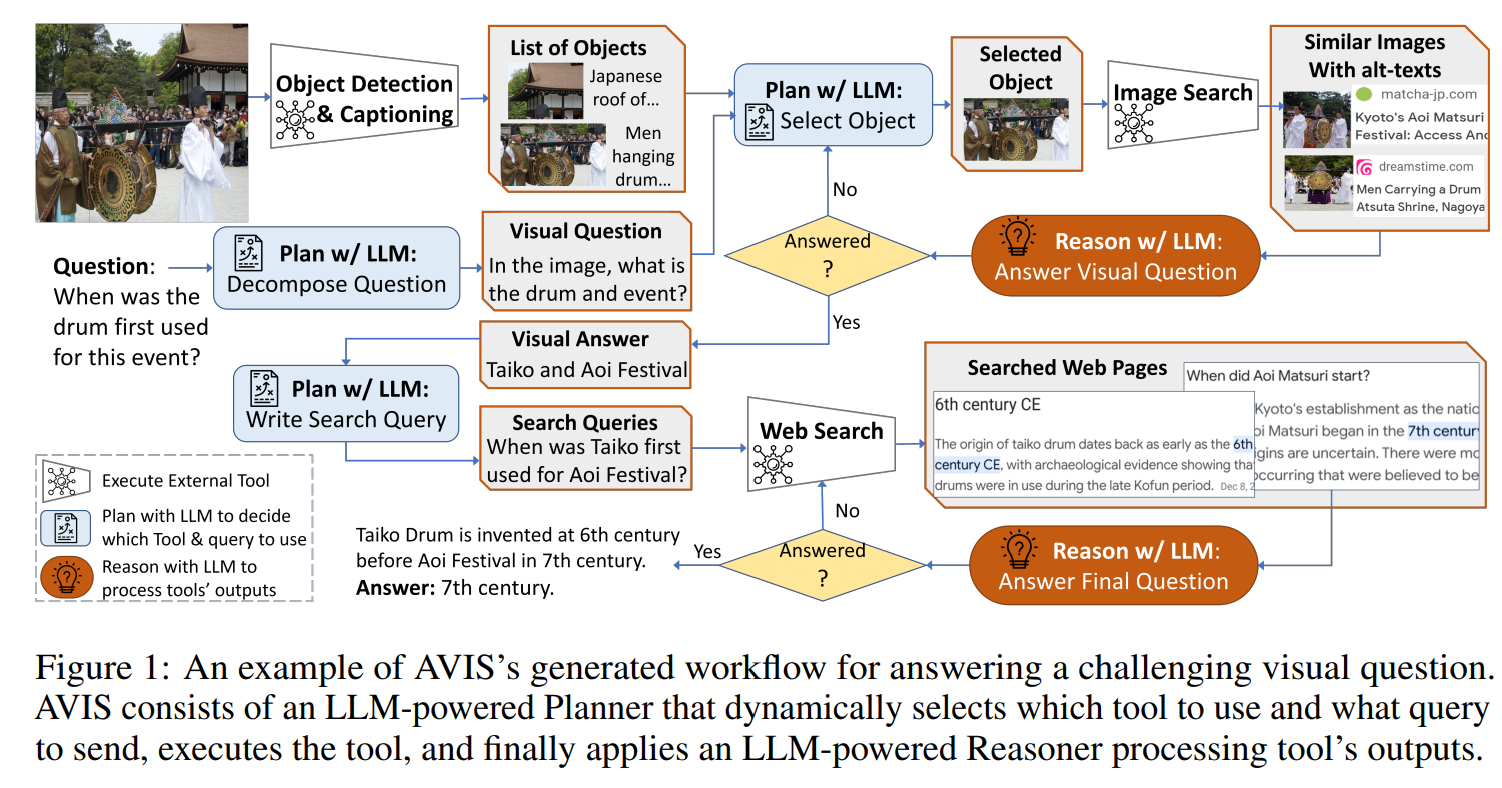 Object Detection
& Captioning
List of Objects
Japanese
roof of...
Men
hanging
drum...
Plan w/ LLM:
Select Object
Selected
Object
Image Search
Similar Images
With alt-texts
matcha-jp.com
Kyoto's Aoi Matsuri
Festival: Access And
dreamstime.com
Men Carrying a Drum
Atsuta Shrine, Nagoya
Question:
When was the
drum first used
for this event?
Plan w/ LLM:
Decompose Question
Visual Question
In the image, what is
the drum and event?
No
Answered
?
Yes
Reason w/ LLM:
Answer Visual Question
Visual Answer
Taiko and Aoi Festival
Plan w/ LLM:
Write Search Query
Search Queries
When was Taiko first
used for Aoi Festival?
Web Search
Searched Web Pages
6th century CE
The origin of taiko drum dates back as early as the 6th
century CE, with archaeological evidence showing tha
drums were in use during the late Kofun period. Dec 8, 2
When did Aoi Matsuri start?
Kyoto's establishment as the natio
oi Matsuri began in the 7th century
gins are uncertain. There were mo
occurring that were believed to be
Execute External Tool
Plan with LLM to decide
which Tool & query to use
Reason with LLM to
process tools' outputs
Taiko Drum is invented at 6th century
before Aoi Festival in 7th century.
Answer: 7th century.
Yes
No
Answered
?
Reason w/ LLM:
Answer Final Question
Figure 1: An example of AVIS's generated workflow for answering a challenging visual question.
AVIS consists of an LLM-powered Planner that dynamically selects which tool to use and what query
to send, executes the tool, and finally applies an LLM-powered Reasoner processing tool's outputs.